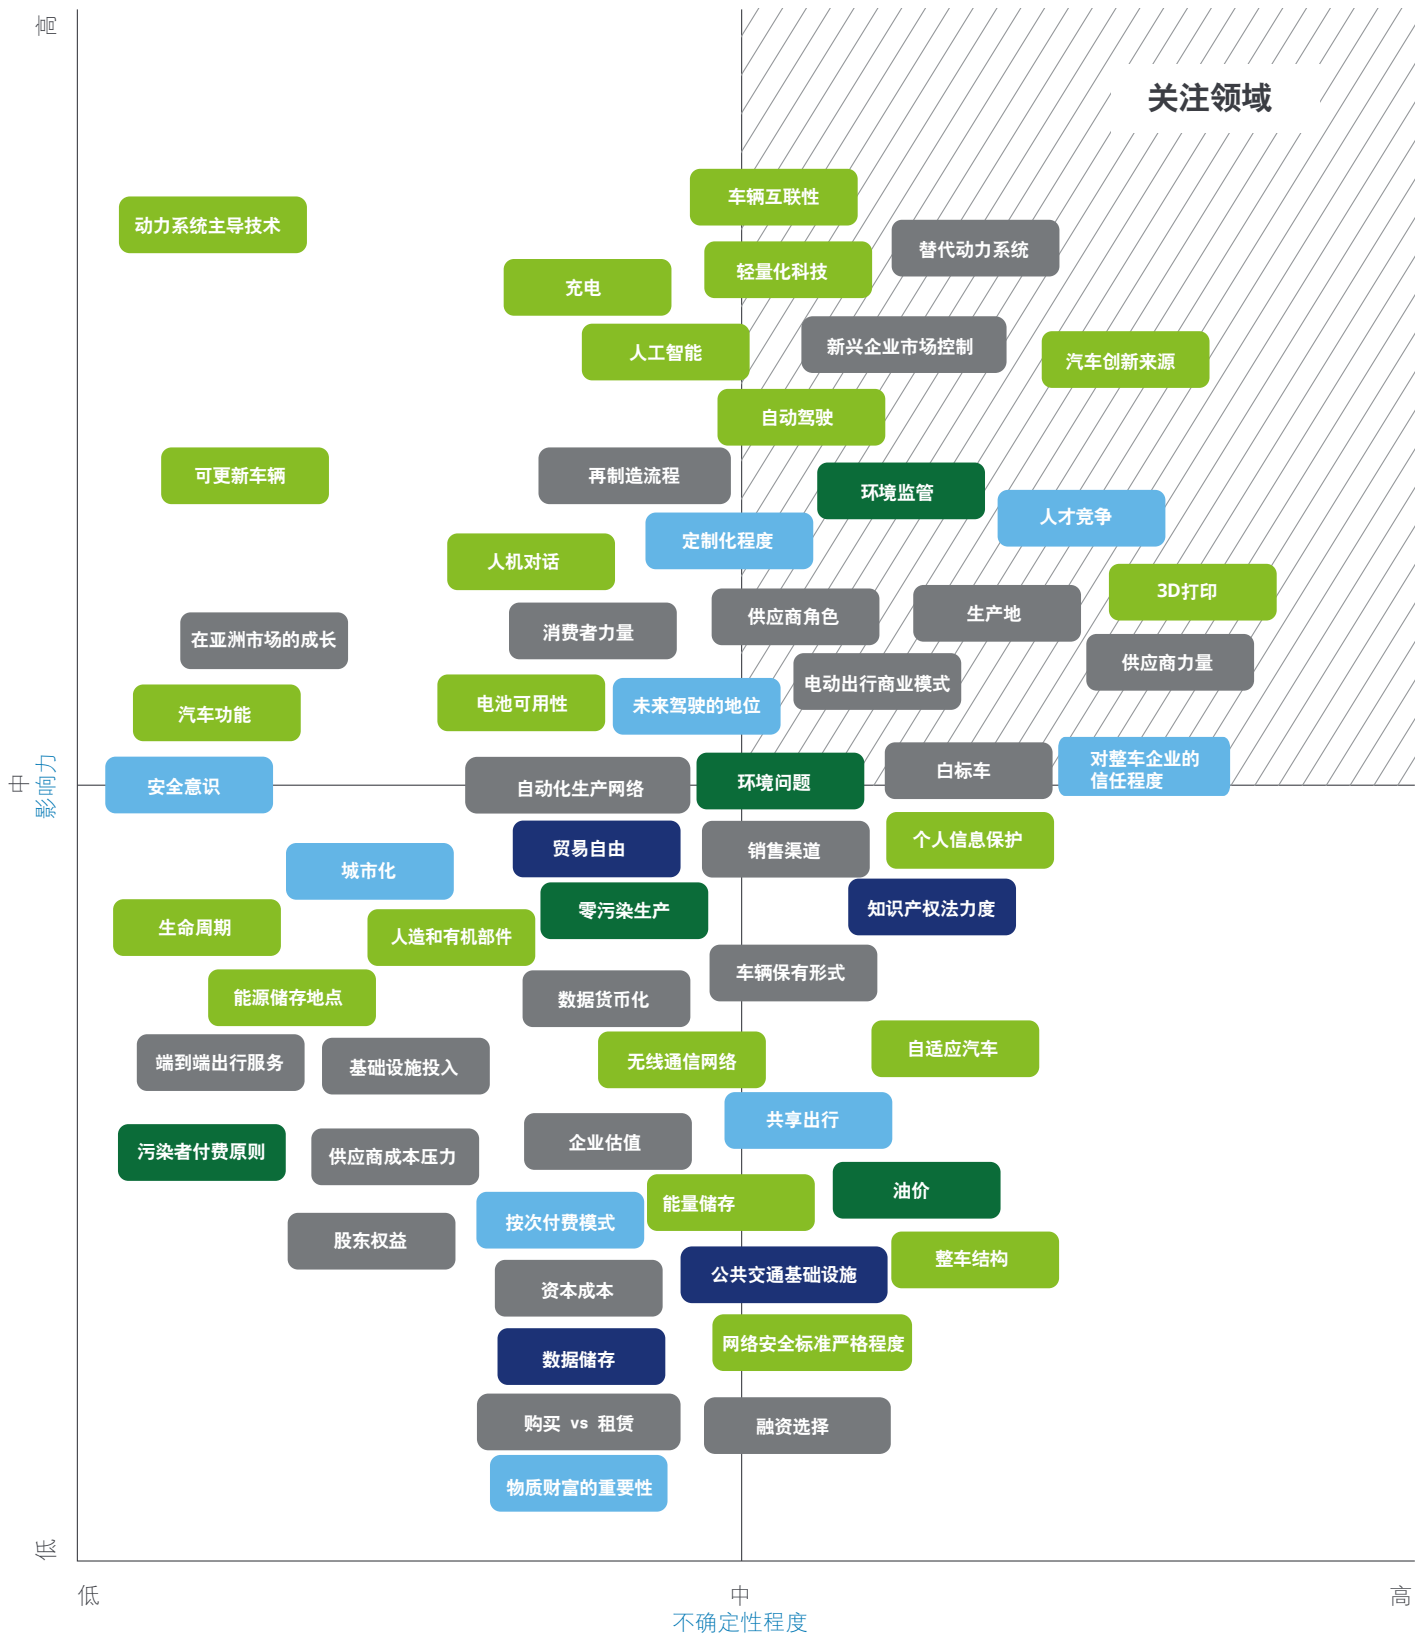 高
关注领域
车辆互联性
动力系统主导技术
替代动力系统
轻量化科技
充电
新兴企业市场控制
人工智能
汽车创新来源
自动驾驶
可更新车辆
再制造流程
环境监管
人才竞争
定制化程度
人机对话
3D打印
生产地
供应商角色
消费者力量
在亚洲市场的成长
供应商力量
电动出行商业模式
电池可用性
未来驾驶的地位
汽车功能
对整车企业的
信任程度
白标车
环境问题
中
影响力
安全意识
自动化生产网络
个人信息保护
贸易自由
销售渠道
城市化
知识产权法力度
零污染生产
生命周期
人造和有机部件
车辆保有形式
能源储存地点
数据货币化
自适应汽车
无线通信网络
端到端出行服务
基础设施投入
共享出行
企业估值
污染者付费原则
供应商成本压力
油价
能量储存
按次付费模式
股东权益
整车结构
公共交通基础设施
资本成本
网络安全标准严格程度
数据储存
购买 vs 租赁
融资选择
物质财富的重要性
低
低
中
高
不确定性程度